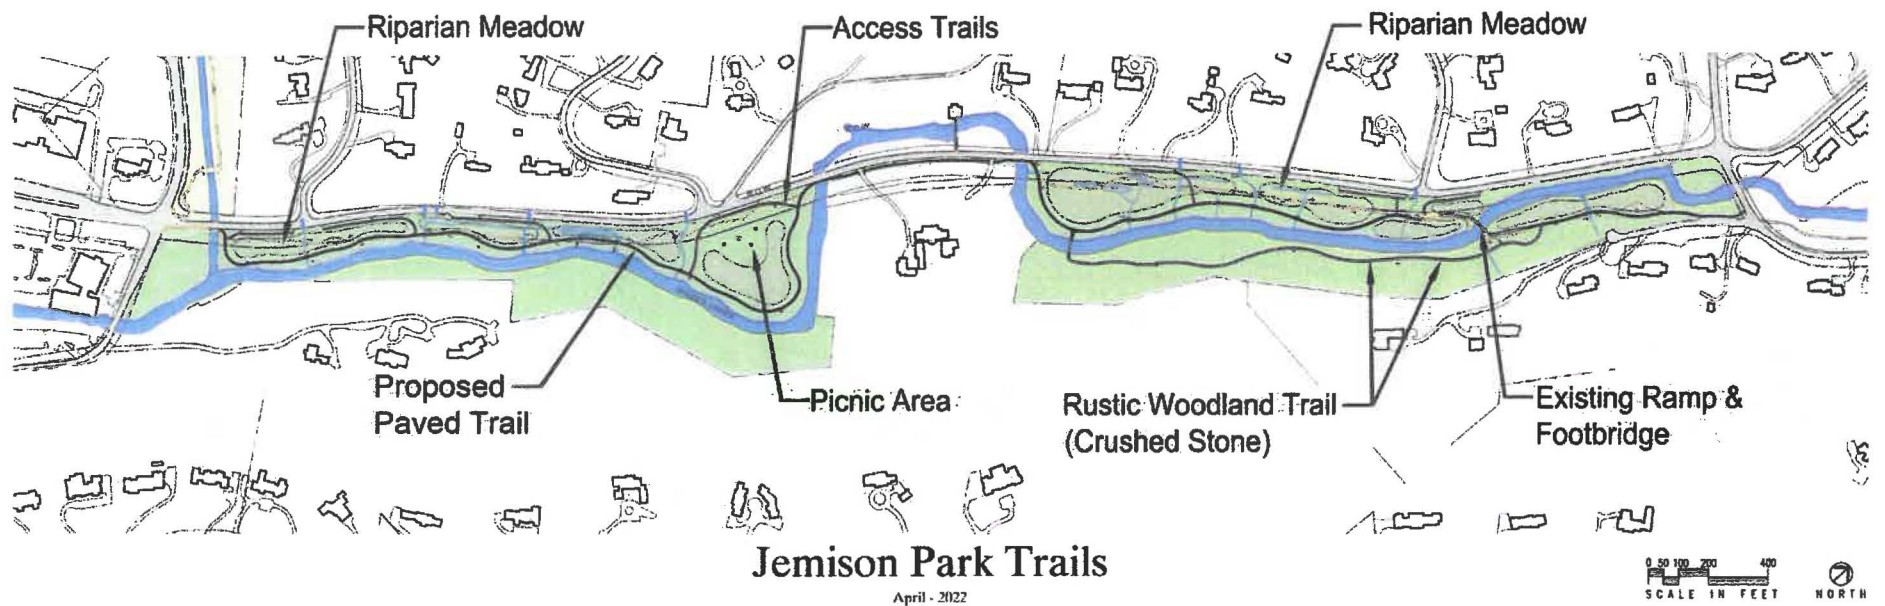 Riparian Meadow
Access Trails
Riparian Meadow
Proposed
Paved Trail
Picnic Area
Rustic Woodland Trail
(Crushed Stone)
Existing Ramp &
Footbridge
Jemison Park Trails
April - 2022
0 50 100 200 400
SCALE IN FEET
NORTH